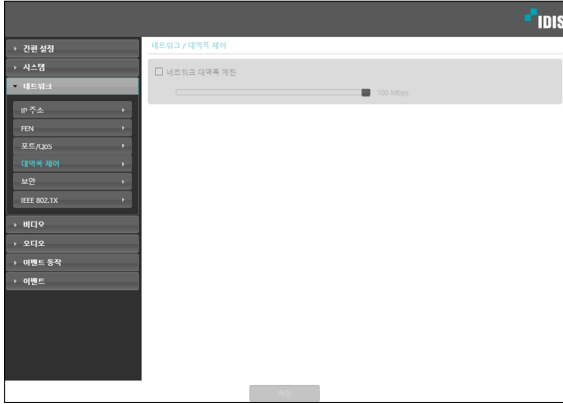 IDIS
간편 설정
시스템
네트워크
IP 주소
FEN
포트/QoS
대역폭 제어
보안
IEEE 802.1X
비디오
오디오
이벤트 동작
이벤트
네트워크 / 대역폭 제어
네트워크 대역폭 제한
100 Mbps
저장